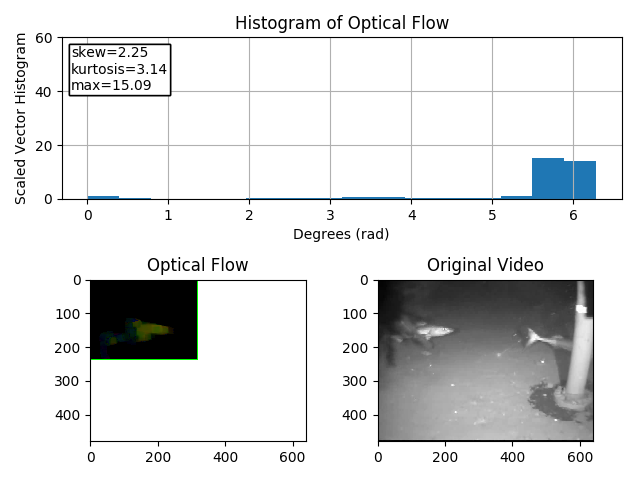 Histogram of Optical Flow
Scaled Vector Histogram
60
40
20
0
skew=2.25
kurtosis=3.14
max=15.09
0 1 2 3 4 5 6
Degrees (rad)
Optical Flow
0
100
200
300
400
0 200 400 600
Original Video
0
100
200
300
400
0 200 400 600